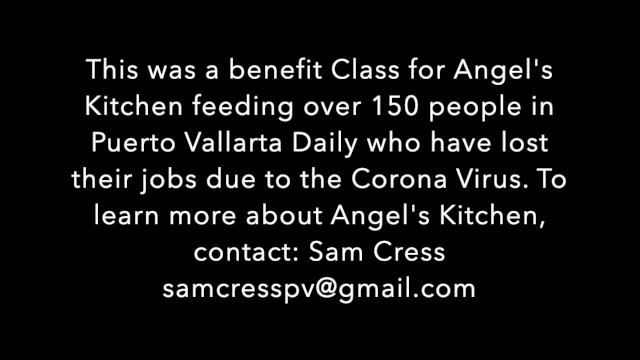 This was a benefit Class for Angel's
Kitchen feeding over 150 people in
Puerto Vallarta Daily who have lost
their jobs due to the Corona Virus. To
learn more about Angel's Kitchen,
contact: Sam Cress
samcresspv@gmail.com